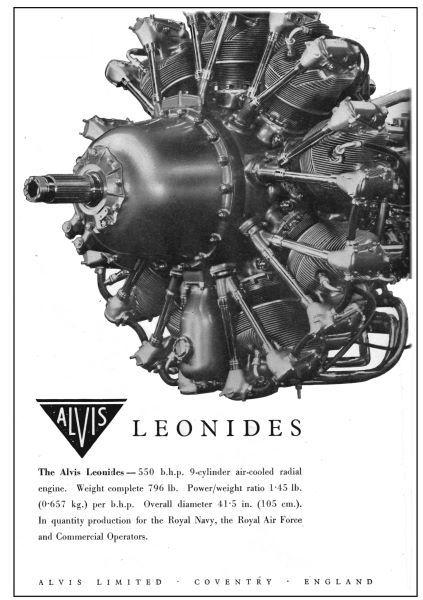 ALVIS
LEONIDES
The Alvis Leonides — 550 b.h.p. 9-cylinder air-cooled radial
engine. Weight complete 796 lb. Power/weight ratio 1·45 lb.
(0·657 kg.) per b.h.p. Overall diameter 41·5 in. (105 cm.).
In quantity production for the Royal Navy, the Royal Air Force
and Commercial Operators.
ALVIS LIMITED · COVENTRY · ENGLAND